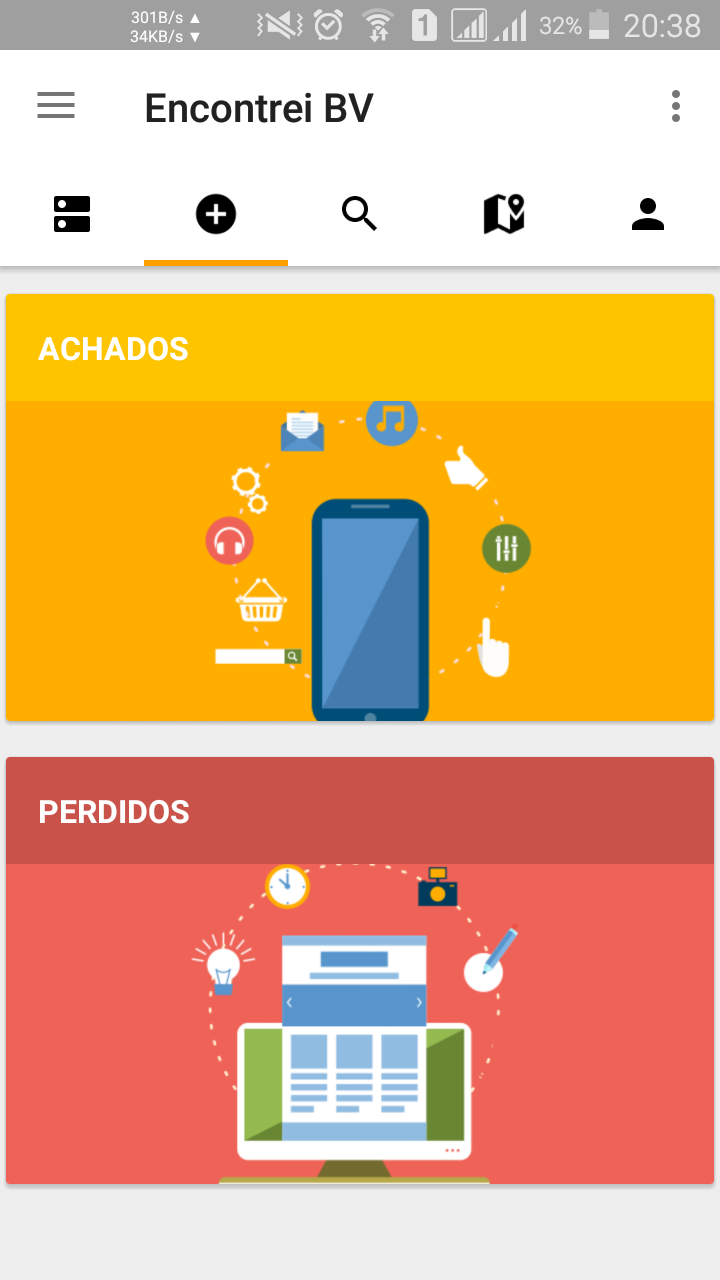 301B/s ▲
34KB/s ▼
1
32%
20:38
Encontrei BV
ACHADOS
PERDIDOS